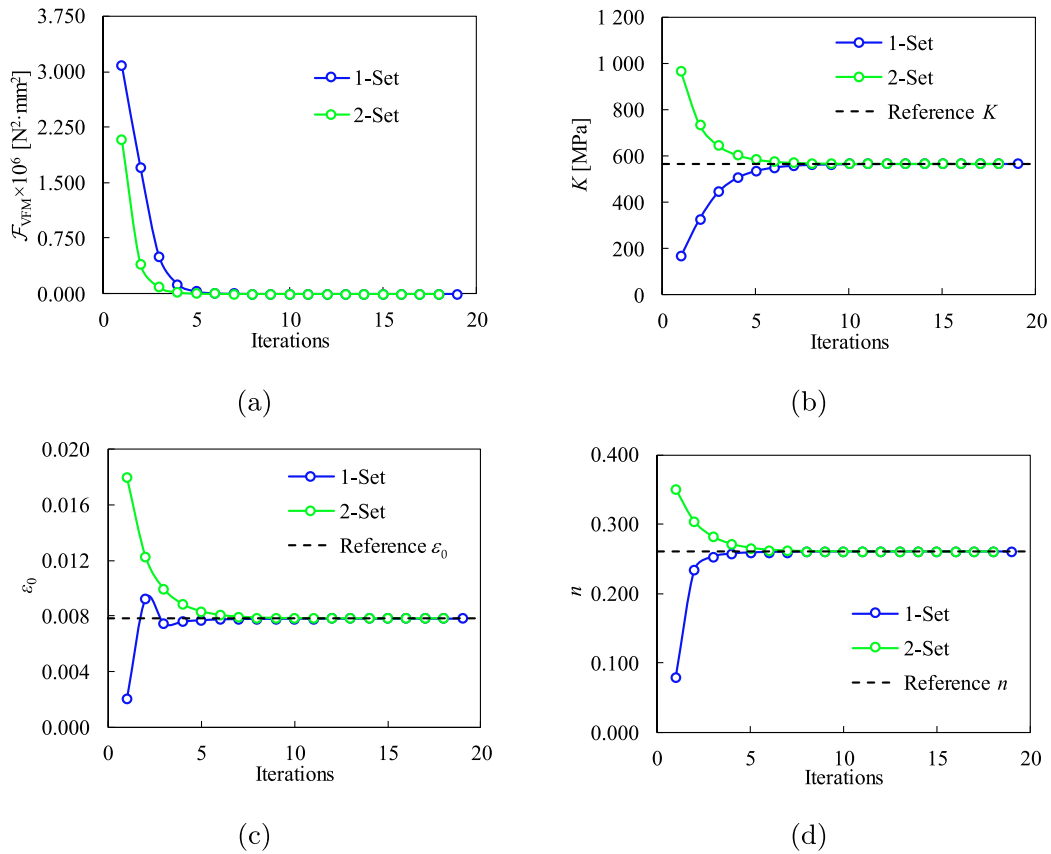 3.750
3.000
2.250
1.500
0.750
0.000
ℱVFM×10⁶ [N²·mm²]
1-Set
2-Set
0
5
10
15
20
Iterations
(a)
1 200
1 000
800
600
400
200
0
K [MPa]
1-Set
2-Set
Reference K
0
5
10
15
20
Iterations
(b)
0.020
0.016
0.012
0.008
0.004
0.000
ε₀
1-Set
2-Set
Reference ε₀
0
5
10
15
20
Iterations
(c)
0.400
0.300
0.200
0.100
0.000
n
1-Set
2-Set
Reference n
0
5
10
15
20
Iterations
(d)